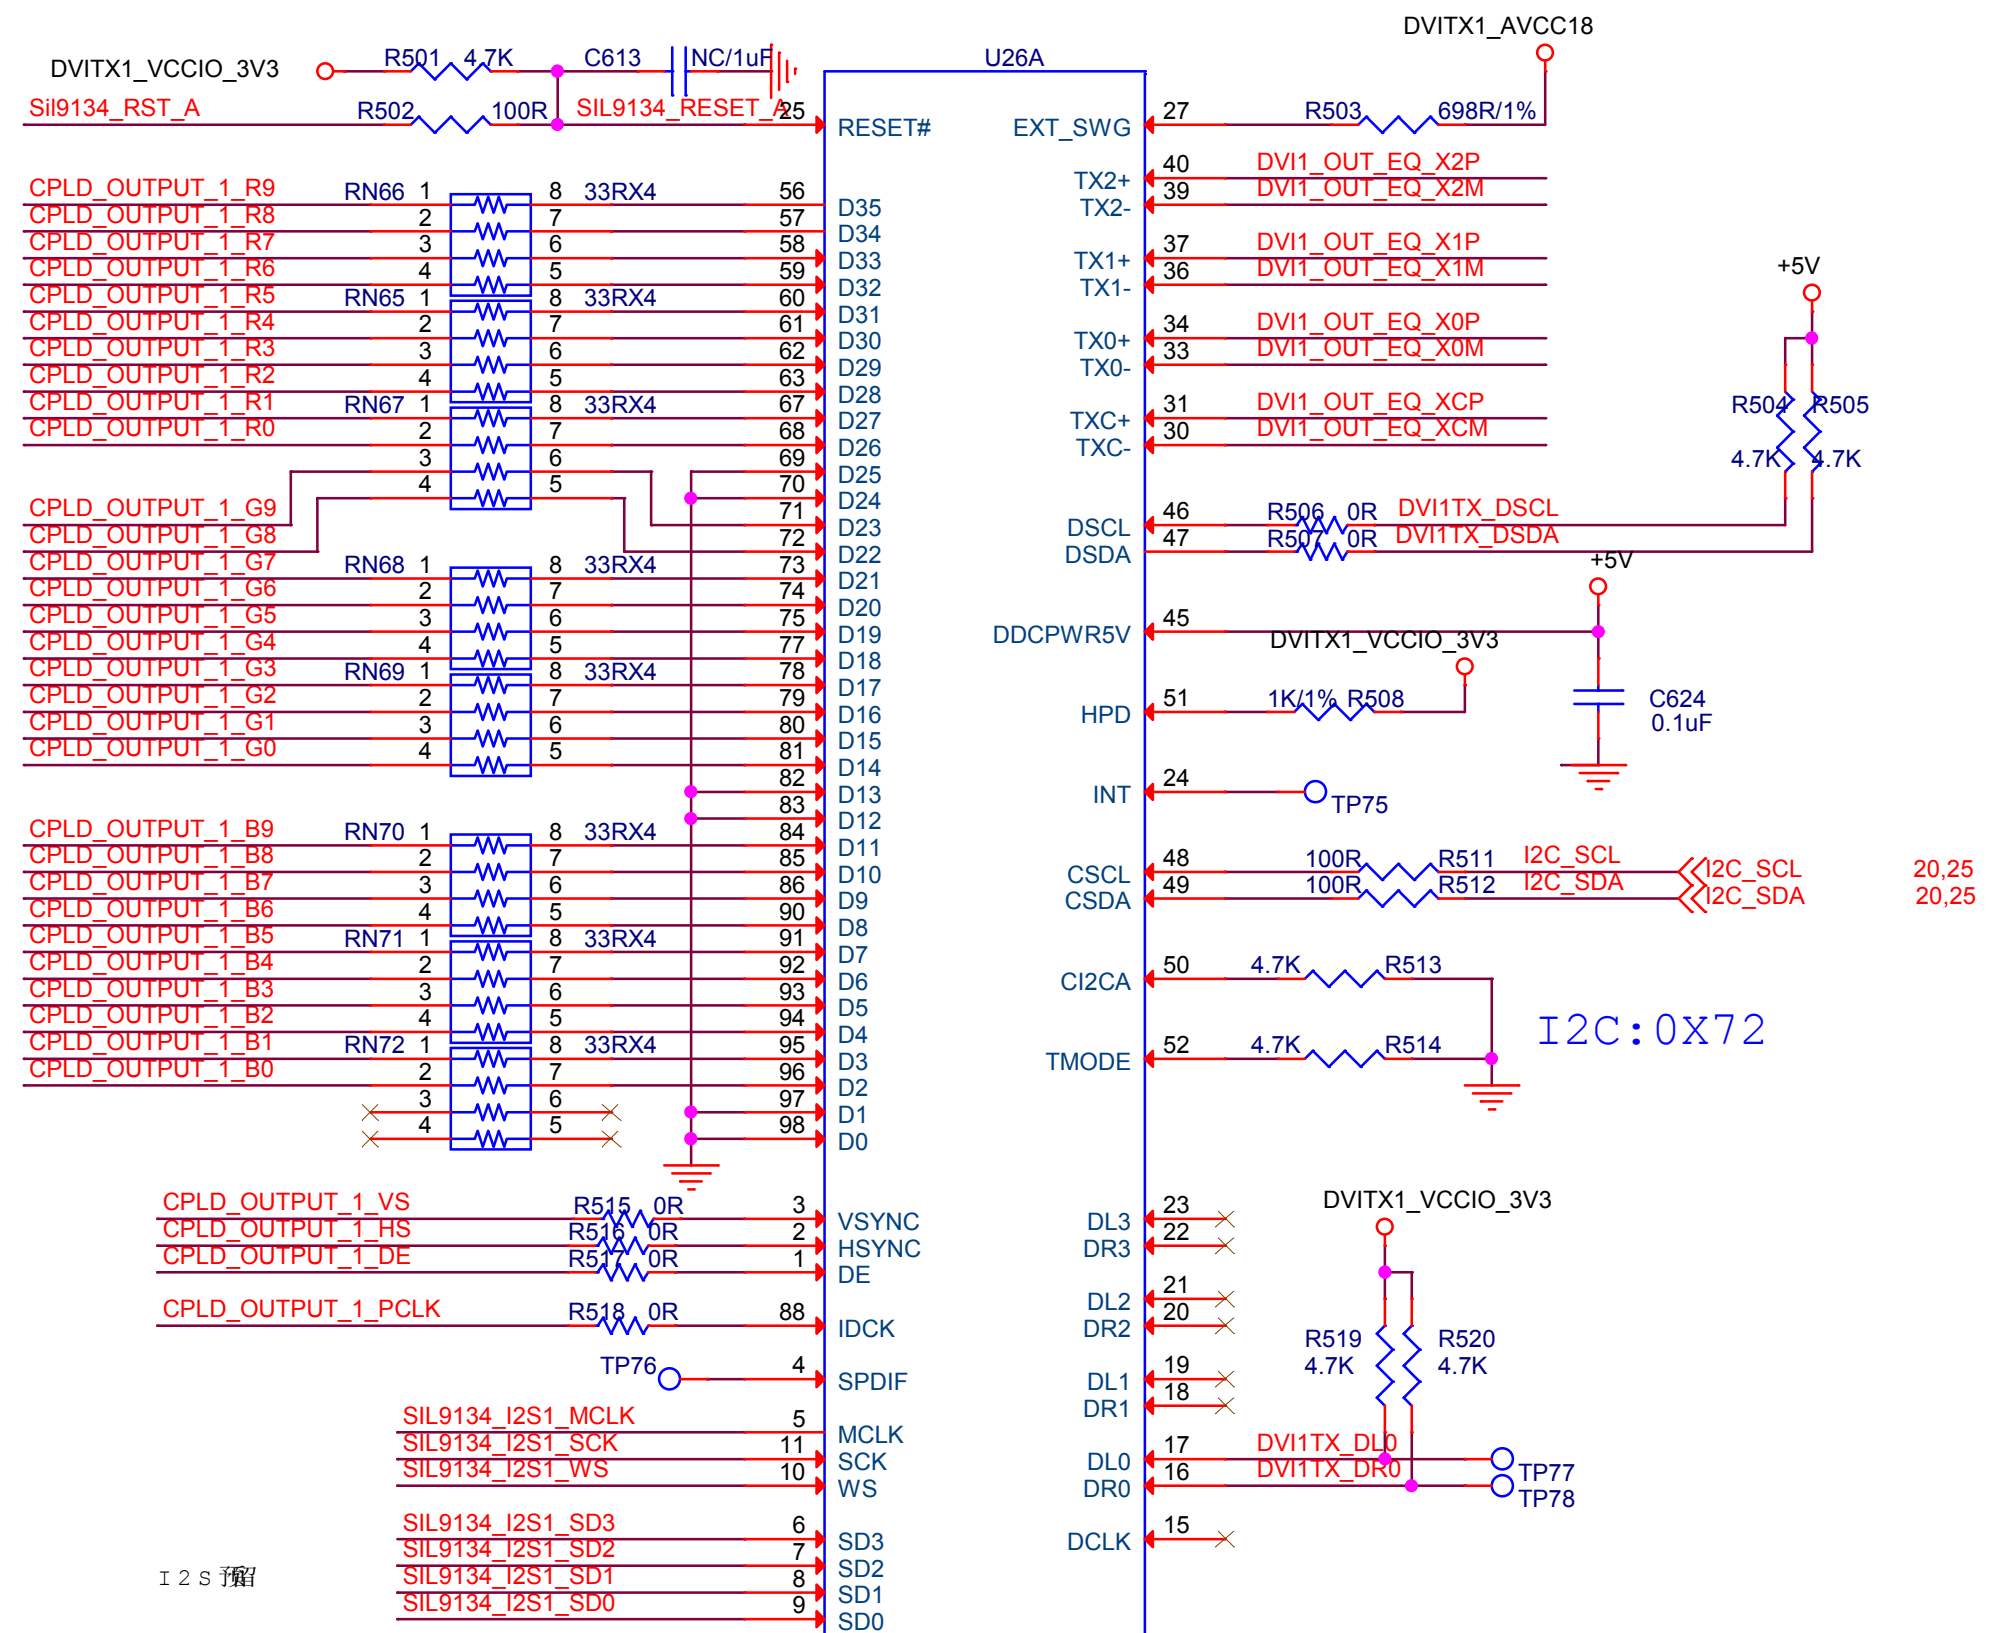 DVITX1_AVCC18
DVITX1_VCCIO_3V3 R501 4.7K C613 NC/1uF U26A
Sil9134_RST_A R502 100R SIL9134_RESET_A 25 RESET# EXT_SWG 27 R503 698R/1%
TX2+ 40 DVI1_OUT_EQ_X2P
CPLD_OUTPUT_1_R9 RN66 1 8 33RX4 56 D35 TX2- 39 DVI1_OUT_EQ_X2M
CPLD_OUTPUT_1_R8 2 7 57 D34
CPLD_OUTPUT_1_R7 3 6 58 D33 TX1+ 37 DVI1_OUT_EQ_X1P
CPLD_OUTPUT_1_R6 4 5 59 D32 TX1- 36 DVI1_OUT_EQ_X1M +5V
CPLD_OUTPUT_1_R5 RN65 1 8 33RX4 60 D31
CPLD_OUTPUT_1_R4 2 7 61 D30 TX0+ 34 DVI1_OUT_EQ_X0P
CPLD_OUTPUT_1_R3 3 6 62 D29 TX0- 33 DVI1_OUT_EQ_X0M
CPLD_OUTPUT_1_R2 4 5 63 D28
CPLD_OUTPUT_1_R1 RN67 1 8 33RX4 67 D27 TXC+ 31 DVI1_OUT_EQ_XCP R504 R505
CPLD_OUTPUT_1_R0 2 7 68 D26 TXC- 30 DVI1_OUT_EQ_XCM
3 6 69 D25 4.7K 4.7K
4 5 70 D24
CPLD_OUTPUT_1_G9 71 D23 DSCL 46 R506 0R DVI1TX_DSCL
CPLD_OUTPUT_1_G8 72 D22 DSDA 47 R507 0R DVI1TX_DSDA
CPLD_OUTPUT_1_G7 RN68 1 8 33RX4 73 D21 +5V
CPLD_OUTPUT_1_G6 2 7 74 D20
CPLD_OUTPUT_1_G5 3 6 75 D19 DDCPWR5V 45
CPLD_OUTPUT_1_G4 4 5 77 D18 DVITX1_VCCIO_3V3
CPLD_OUTPUT_1_G3 RN69 1 8 33RX4 78 D17
CPLD_OUTPUT_1_G2 2 7 79 D16 HPD 51 1K/1% R508 C624
CPLD_OUTPUT_1_G1 3 6 80 D15 0.1uF
CPLD_OUTPUT_1_G0 4 5 81 D14
82 D13 INT 24 TP75
83 D12
CPLD_OUTPUT_1_B9 RN70 1 8 33RX4 84 D11
CPLD_OUTPUT_1_B8 2 7 85 D10 CSCL 48 100R R511 I2C_SCL I2C_SCL 20,25
CPLD_OUTPUT_1_B7 3 6 86 D9 CSDA 49 100R R512 I2C_SDA I2C_SDA 20,25
CPLD_OUTPUT_1_B6 4 5 90 D8
CPLD_OUTPUT_1_B5 RN71 1 8 33RX4 91 D7
CPLD_OUTPUT_1_B4 2 7 92 D6 CI2CA 50 4.7K R513
CPLD_OUTPUT_1_B3 3 6 93 D5
CPLD_OUTPUT_1_B2 4 5 94 D4 I2C:0X72
CPLD_OUTPUT_1_B1 RN72 1 8 33RX4 95 D3 TMODE 52 4.7K R514
CPLD_OUTPUT_1_B0 2 7 96 D2
3 6 97 D1
4 5 98 D0
DVITX1_VCCIO_3V3
CPLD_OUTPUT_1_VS R515 0R 3 VSYNC DL3 23
CPLD_OUTPUT_1_HS R516 0R 2 HSYNC DR3 22
CPLD_OUTPUT_1_DE R517 0R 1 DE
DL2 21
CPLD_OUTPUT_1_PCLK R518 0R 88 IDCK DR2 20
R519 R520
TP76 4 SPDIF DL1 19 4.7K 4.7K
DR1 18
SIL9134_I2S1_MCLK 5 MCLK
SIL9134_I2S1_SCK 11 SCK DL0 17 DVI1TX_DL0 TP77
SIL9134_I2S1_WS 10 WS DR0 16 DVI1TX_DR0 TP78
SIL9134_I2S1_SD3 6 SD3 DCLK 15
SIL9134_I2S1_SD2 7 SD2
I2S预留 SIL9134_I2S1_SD1 8 SD1
SIL9134_I2S1_SD0 9 SD0